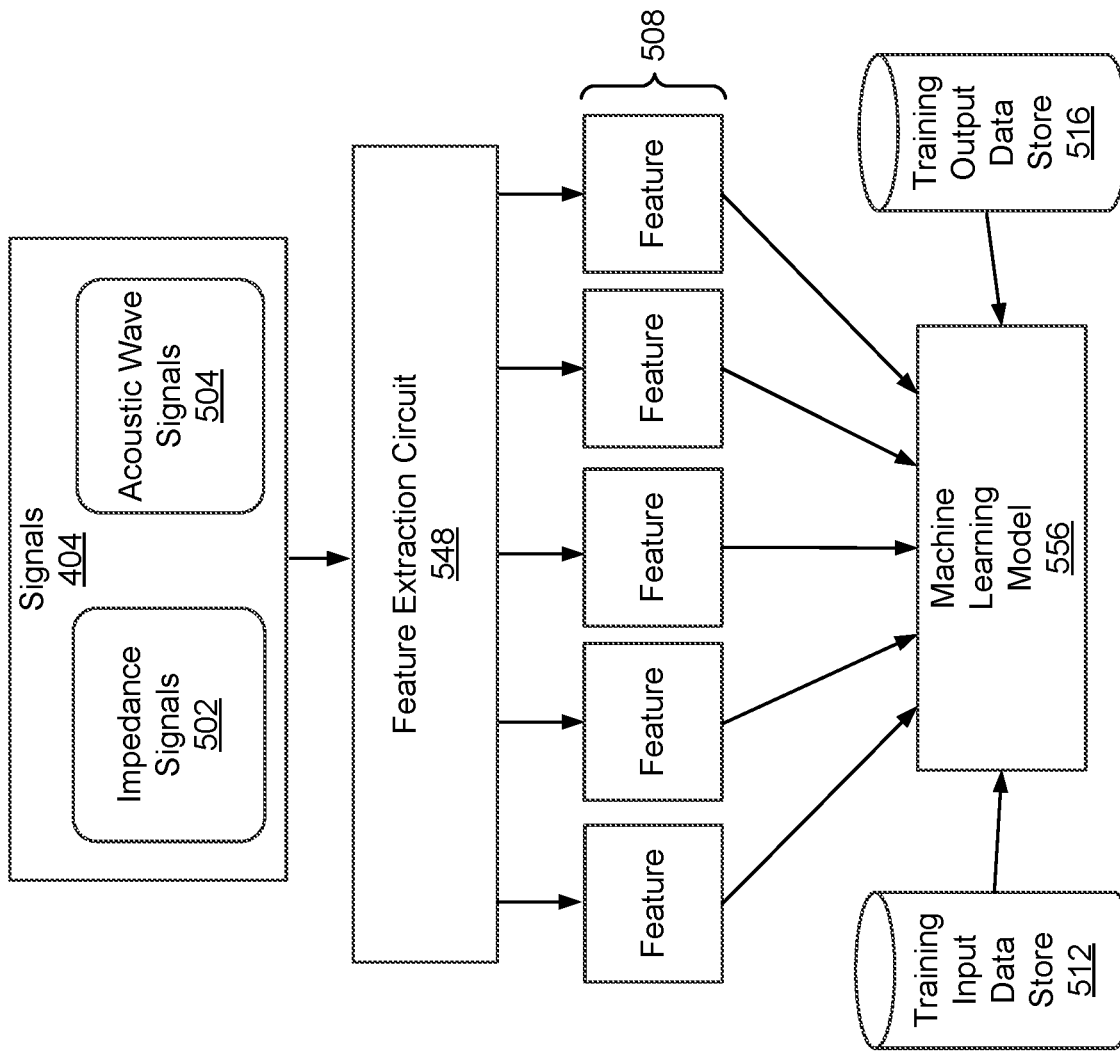 Signals
404
Impedance
Signals
502
Acoustic Wave
Signals
504
Feature Extraction Circuit
548
Feature
Feature
Feature
Feature
Feature
508
Machine
Learning
Model
556
Training
Input
Data
Store
512
Training
Output
Data
Store
516